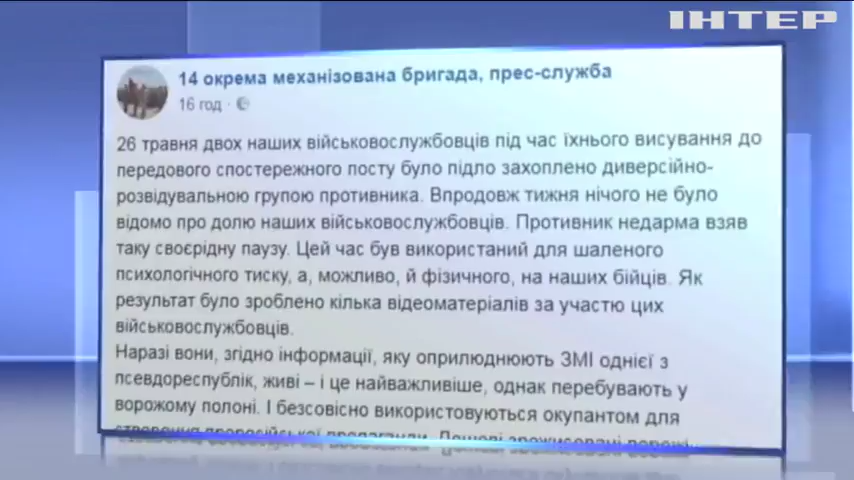 ІНТЕР
14 окрема механізована бригада, прес-служба
16 год ·
26 травня двох наших військовослужбовців під час їхнього висування до
передового спостережного посту було підло захоплено диверсійно-
розвідувальною групою противника. Впродовж тижня нічого не було
відомо про долю наших військовослужбовців. Противник недарма взяв
таку своєрідну паузу. Цей час був використаний для шаленого
психологічного тиску, а, можливо, й фізичного, на наших бійців. Як
результат було зроблено кілька відеоматеріалів за участю цих
військовослужбовців.
Наразі вони, згідно інформації, яку оприлюднюють ЗМІ однієї з
псевдореспублік, живі – і це найважливіше, однак перебувають у
ворожому полоні. І безсовісно використовуються окупантом для